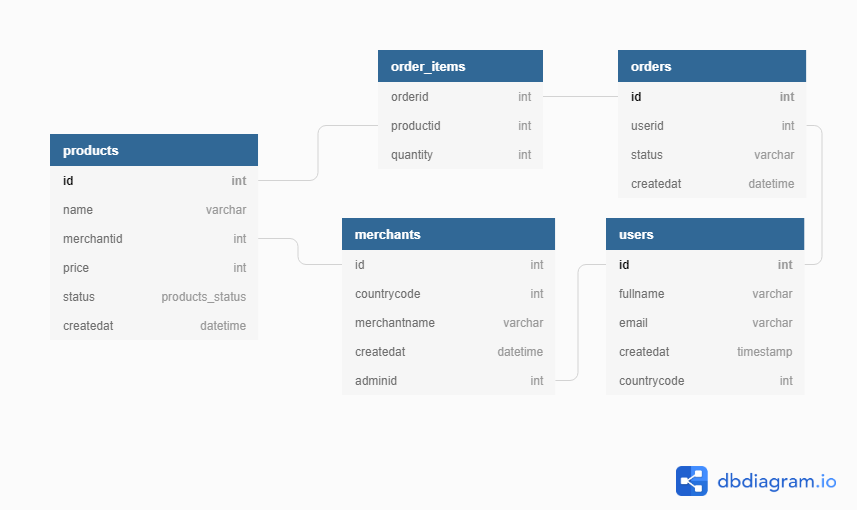 order_items
orderid int
productid int
quantity int
orders
id int
userid int
status varchar
createdat datetime
products
id int
name varchar
merchantid int
price int
status products_status
createdat datetime
merchants
id int
countrycode int
merchantname varchar
createdat datetime
adminid int
users
id int
fullname varchar
email varchar
createdat timestamp
countrycode int
dbdiagram.io